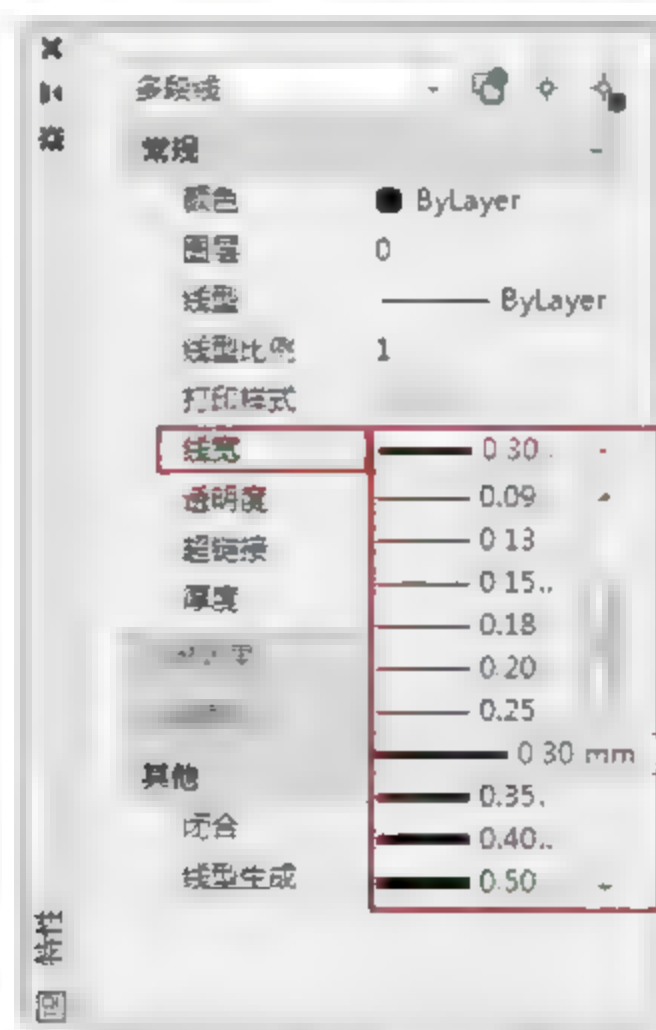 多段线
常规
颜色 ByLayer
图层 0
线型 ByLayer
线型比例 1
打印样式
线宽 0.30
透明度 0.09
超链接 0.13
厚度 0.15..
0.18
0.20
0.25
0.30 mm
其他 0.35.
闭合 0.40..
线型生成 0.50
特性